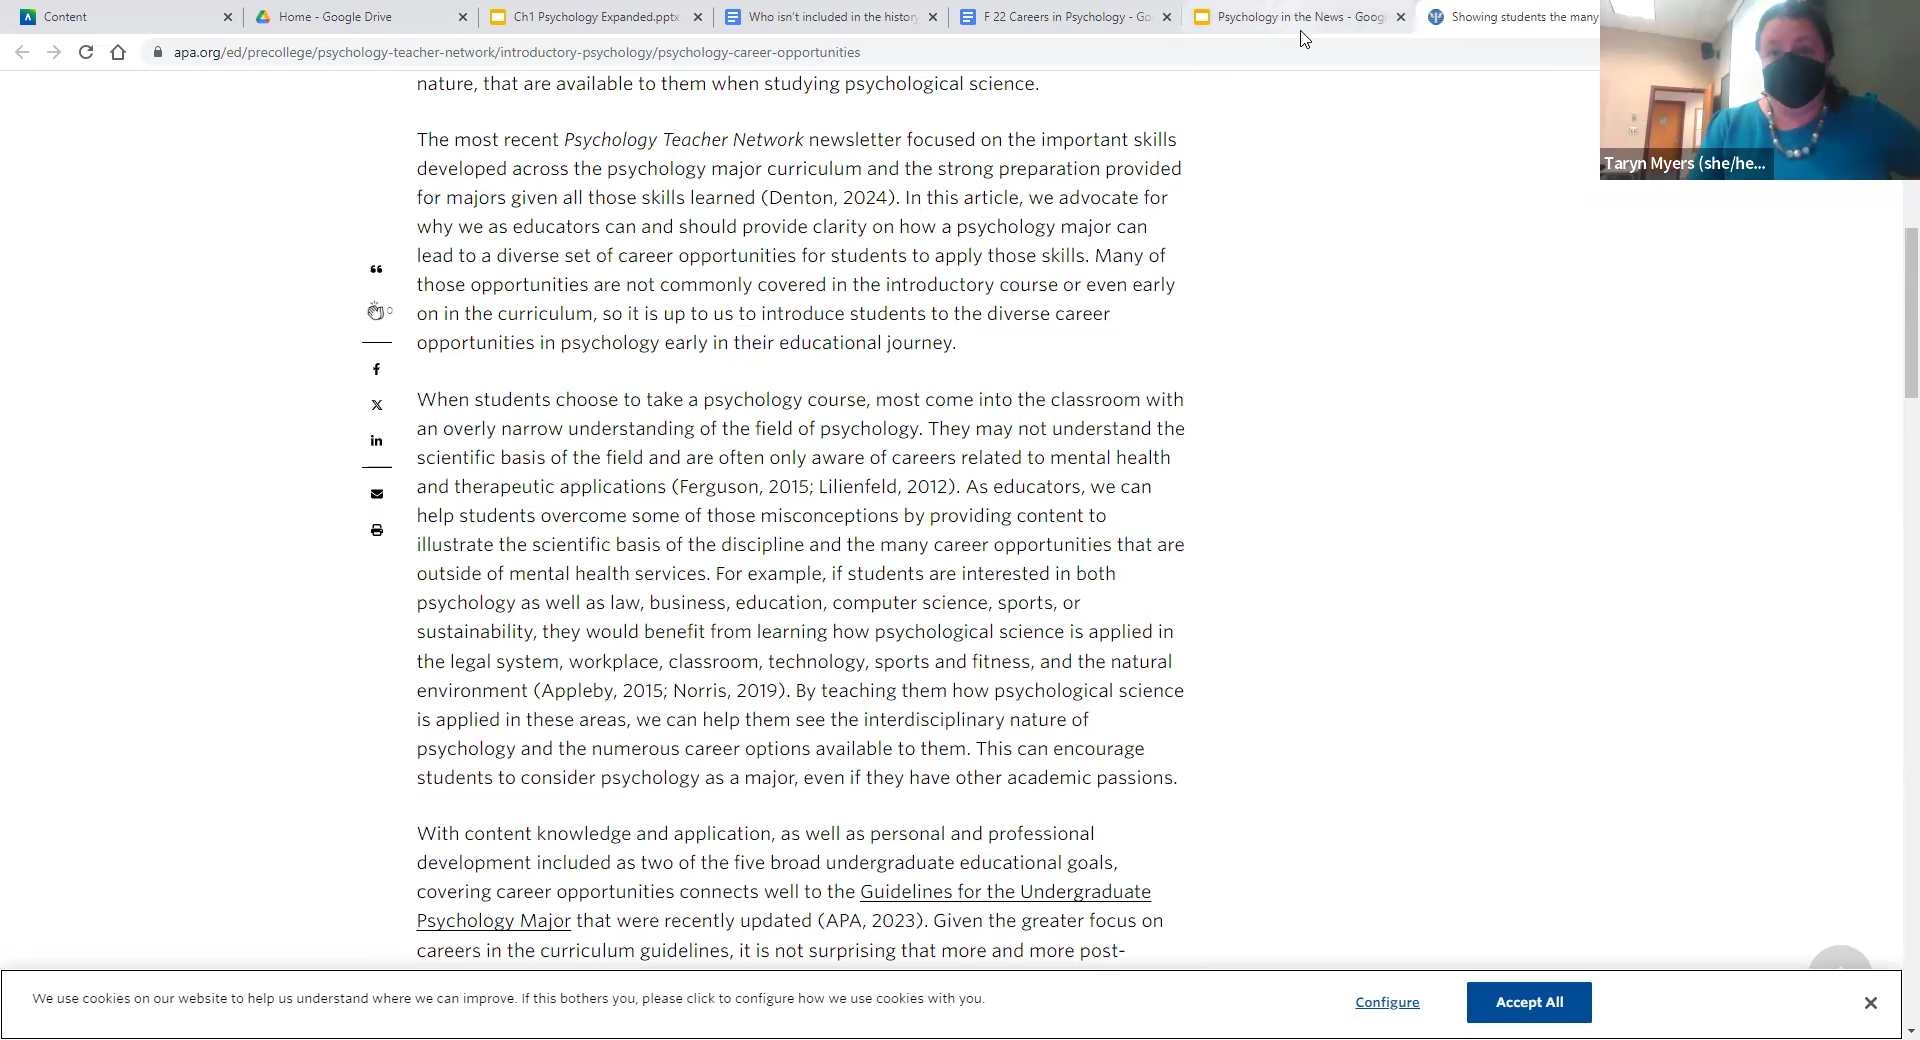 Content
Home - Google Drive
Ch1 Psychology Expanded.pptx
Who isn't included in the history
F 22 Careers in Psychology - Go
Psychology in the News - Goog
Showing students the many
apa.org/ed/precollege/psychology-teacher-network/introductory-psychology/psychology-career-opportunities
Taryn Myers (she/he...
nature, that are available to them when studying psychological science.
The most recent Psychology Teacher Network newsletter focused on the important skills
developed across the psychology major curriculum and the strong preparation provided
for majors given all those skills learned (Denton, 2024). In this article, we advocate for
why we as educators can and should provide clarity on how a psychology major can
lead to a diverse set of career opportunities for students to apply those skills. Many of
those opportunities are not commonly covered in the introductory course or even early
on in the curriculum, so it is up to us to introduce students to the diverse career
opportunities in psychology early in their educational journey.
0
When students choose to take a psychology course, most come into the classroom with
an overly narrow understanding of the field of psychology. They may not understand the
scientific basis of the field and are often only aware of careers related to mental health
and therapeutic applications (Ferguson, 2015; Lilienfeld, 2012). As educators, we can
help students overcome some of those misconceptions by providing content to
illustrate the scientific basis of the discipline and the many career opportunities that are
outside of mental health services. For example, if students are interested in both
psychology as well as law, business, education, computer science, sports, or
sustainability, they would benefit from learning how psychological science is applied in
the legal system, workplace, classroom, technology, sports and fitness, and the natural
environment (Appleby, 2015; Norris, 2019). By teaching them how psychological science
is applied in these areas, we can help them see the interdisciplinary nature of
psychology and the numerous career options available to them. This can encourage
students to consider psychology as a major, even if they have other academic passions.
With content knowledge and application, as well as personal and professional
development included as two of the five broad undergraduate educational goals,
covering career opportunities connects well to the Guidelines for the Undergraduate
Psychology Major that were recently updated (APA, 2023). Given the greater focus on
careers in the curriculum guidelines, it is not surprising that more and more post-
We use cookies on our website to help us understand where we can improve. If this bothers you, please click to configure how we use cookies with you.
Configure
Accept All